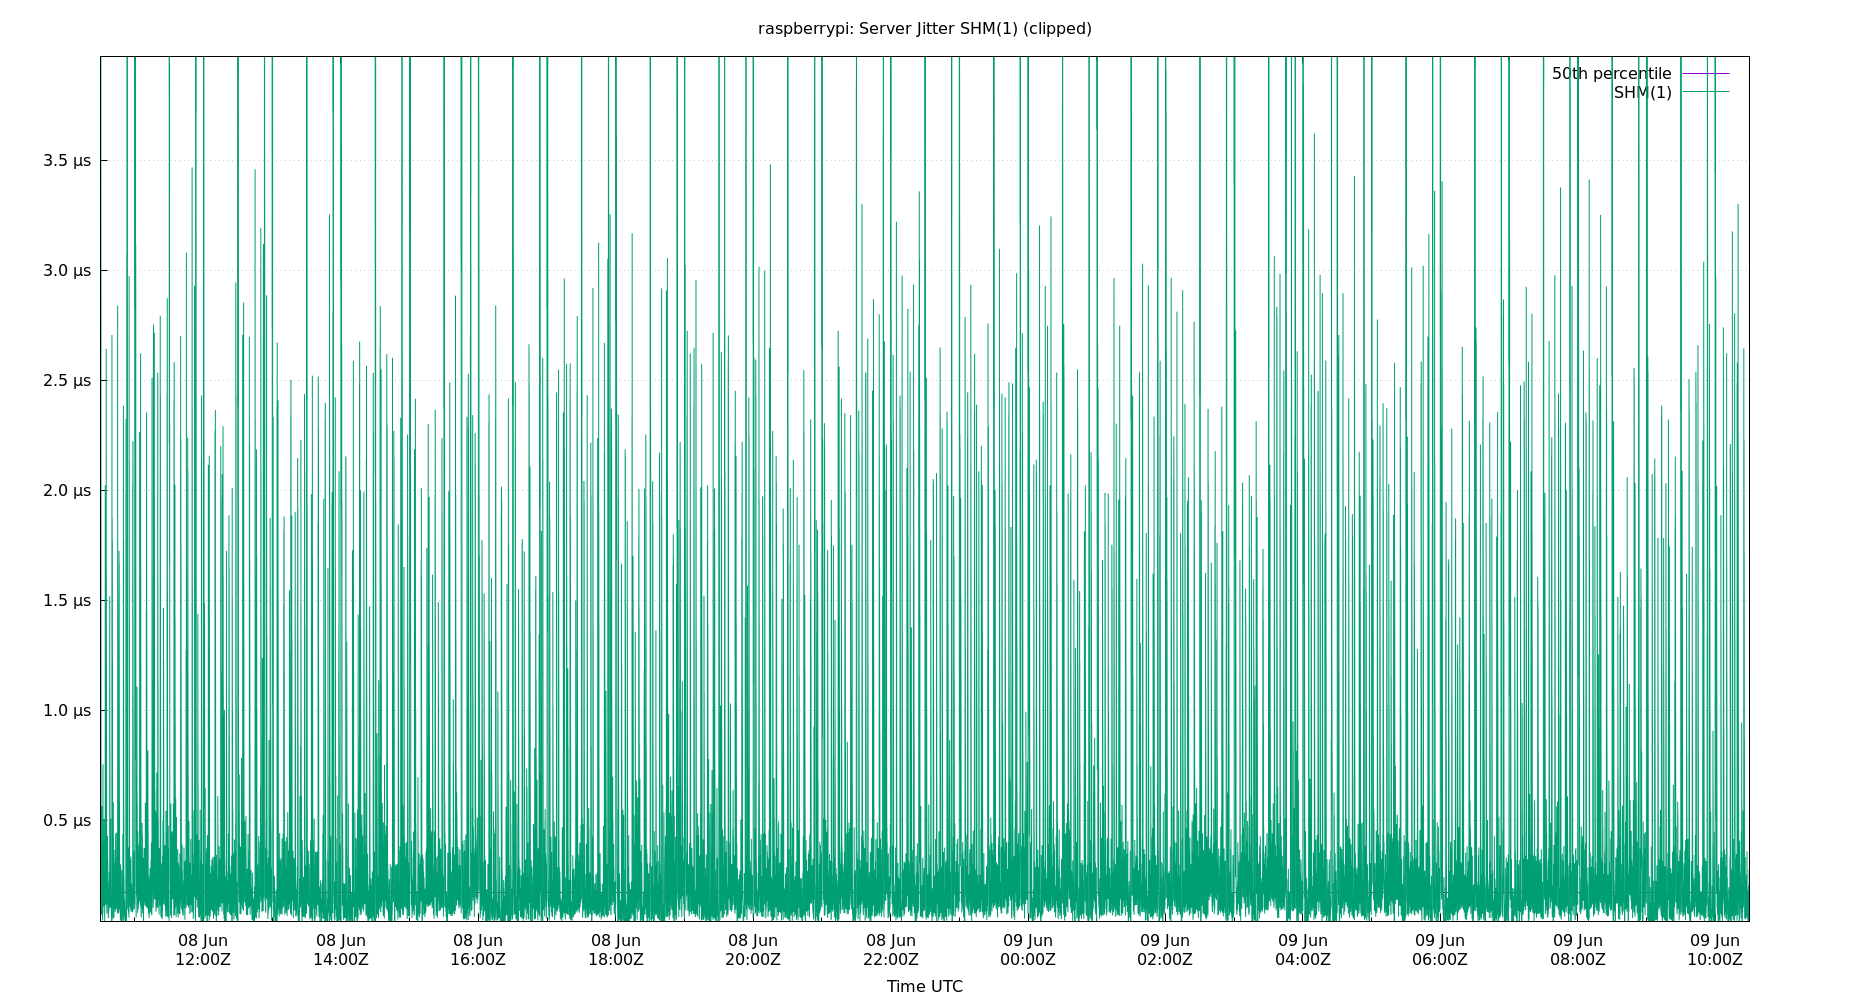 raspberrypi: Server Jitter SHM(1) (clipped)
50th percentile
SHM(1)
3.5 µs
3.0 µs
2.5 µs
2.0 µs
1.5 µs
1.0 µs
0.5 µs
08 Jun 08 Jun 08 Jun 08 Jun 08 Jun 08 Jun 09 Jun 09 Jun 09 Jun 09 Jun 09 Jun 09 Jun
12:00Z 14:00Z 16:00Z 18:00Z 20:00Z 22:00Z 00:00Z 02:00Z 04:00Z 06:00Z 08:00Z 10:00Z
Time UTC